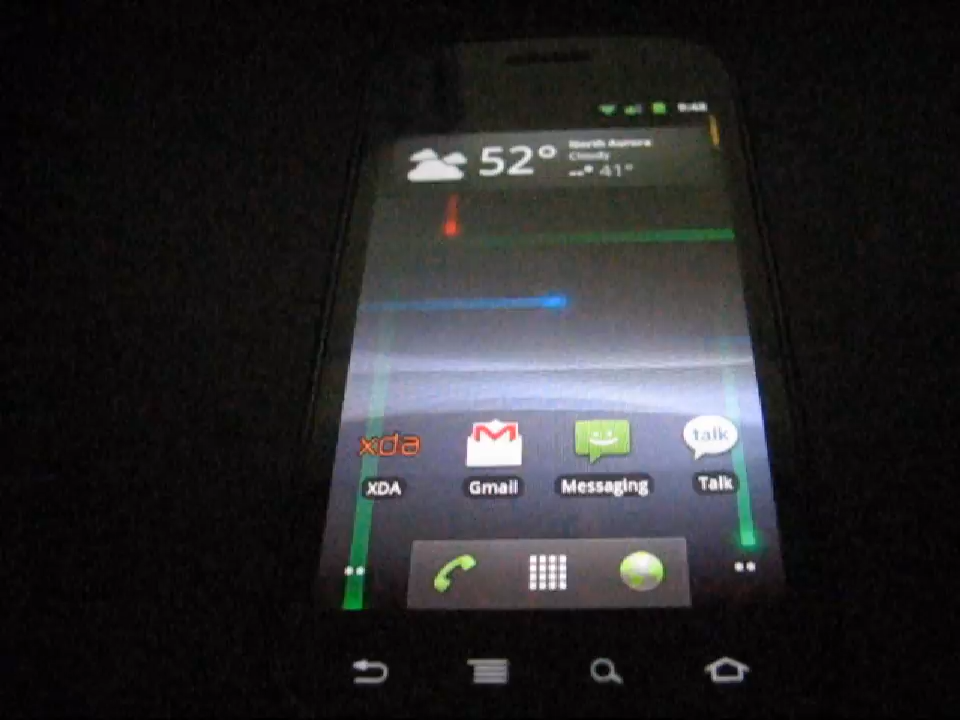 52°
North Aurora
Cloudy
41°
xda
talk
XDA
Gmail
Messaging
Talk